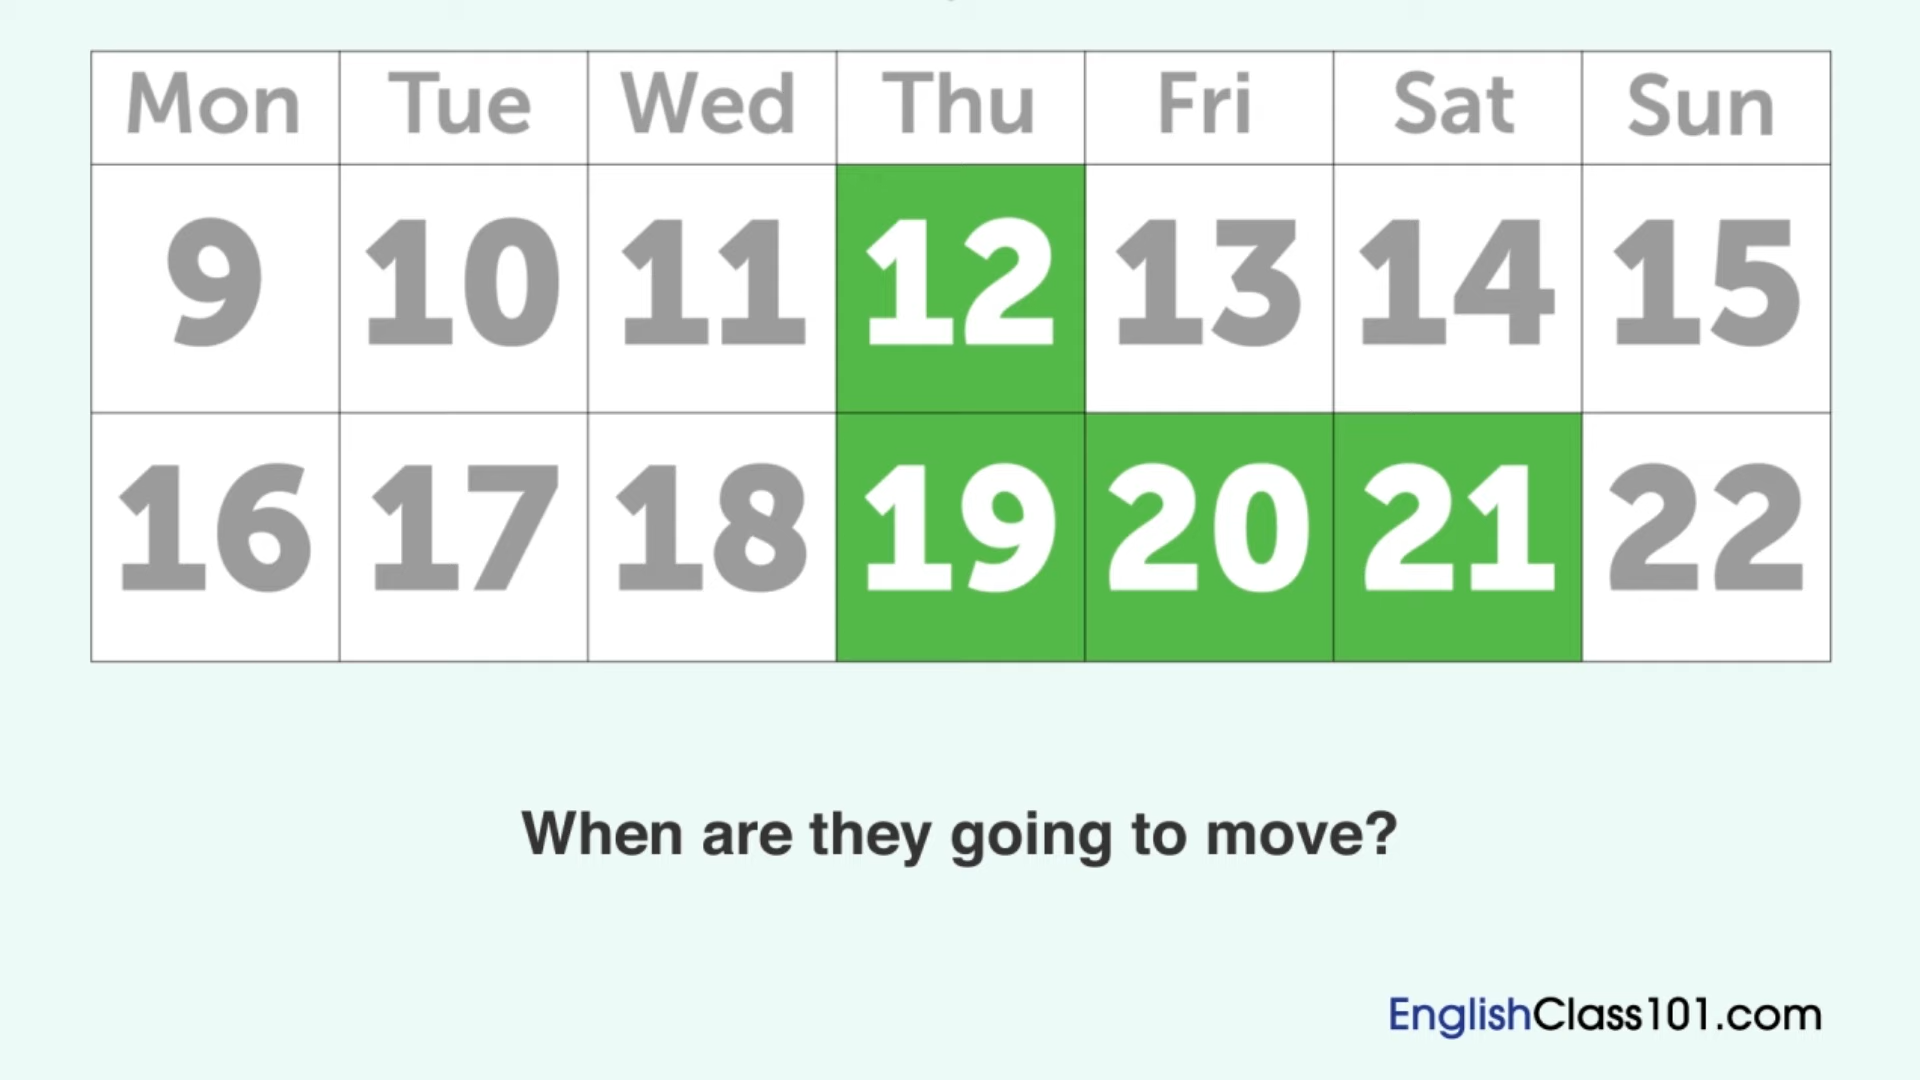 Mon Tue Wed Thu Fri Sat Sun
9 10 11 12 13 14 15
16 17 18 19 20 21 22
When are they going to move?
EnglishClass101.com